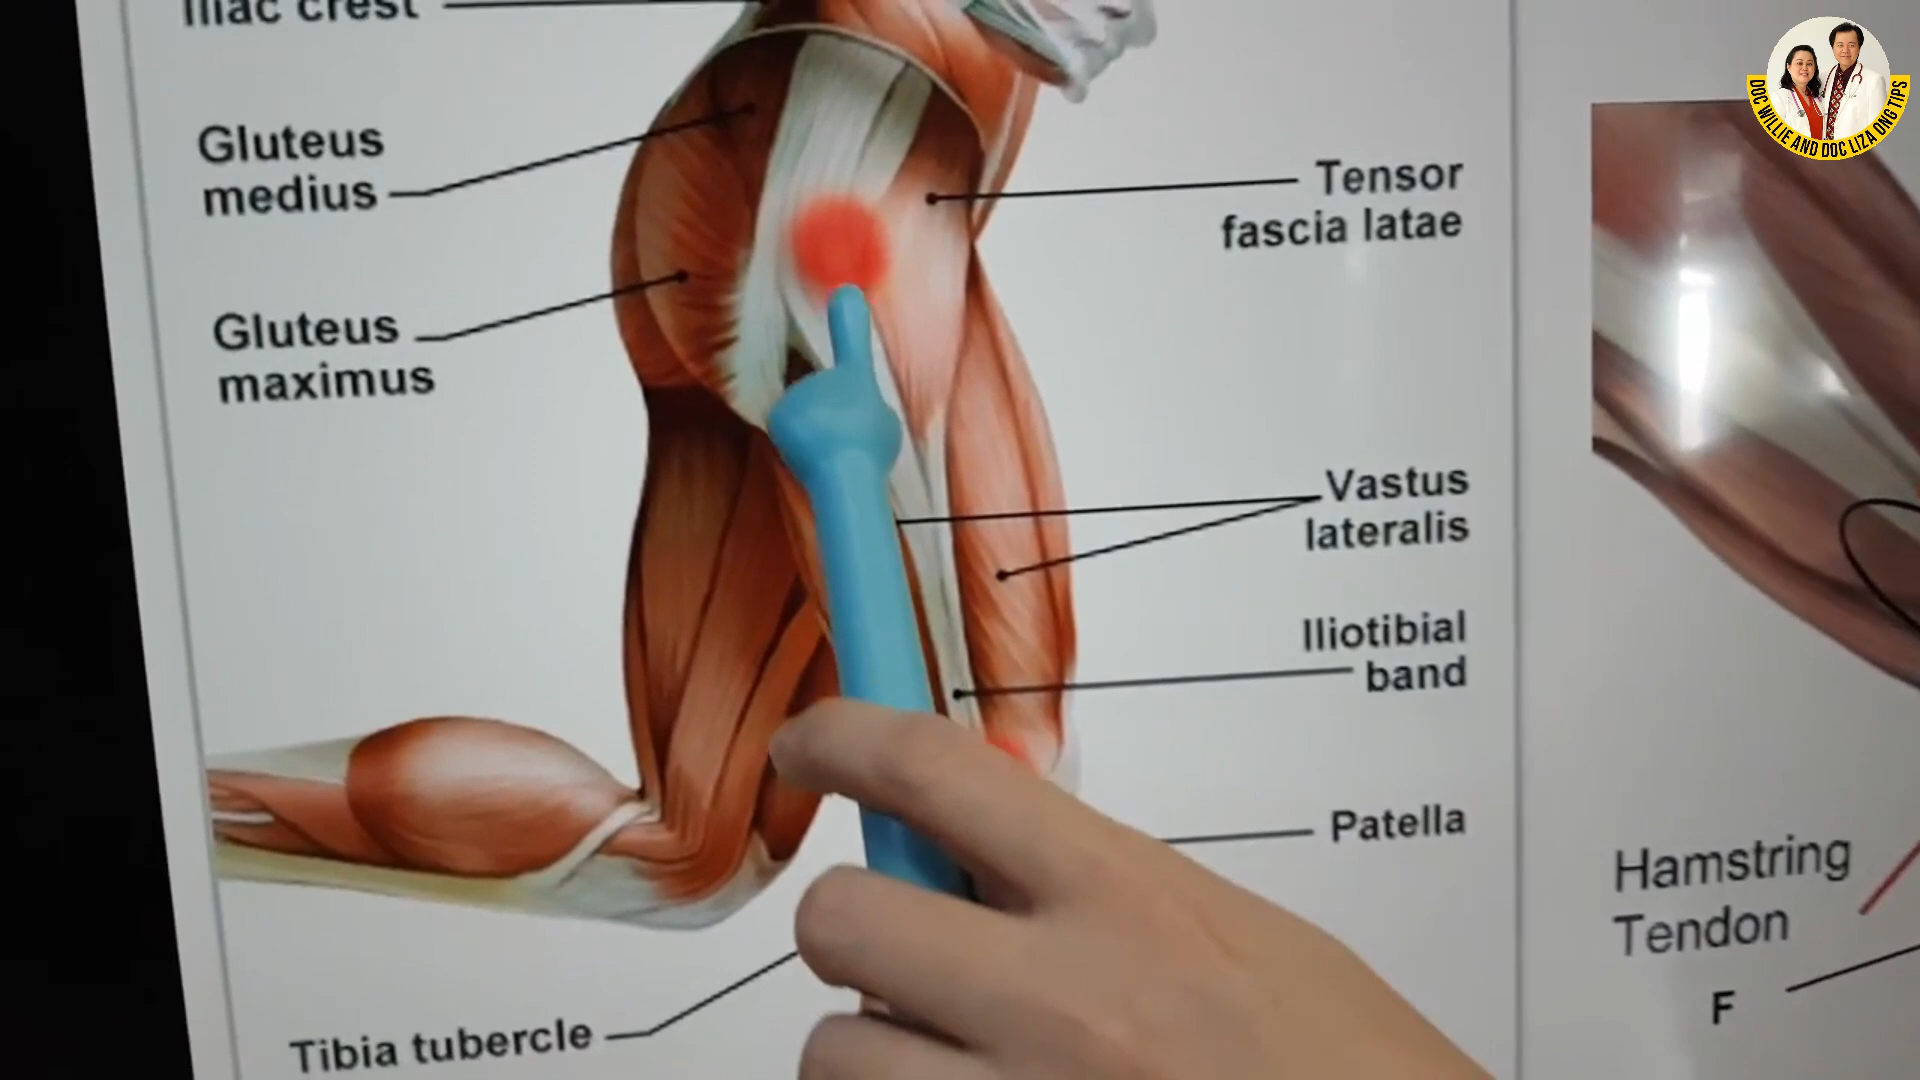 Iliac crest
Gluteus
medius
Gluteus
maximus
Tensor
fascia latae
Vastus
lateralis
Iliotibial
band
Patella
Tibia tubercle
Hamstring
Tendon
F
DOC WILLIE AND DOC LIZA ONG TIPS